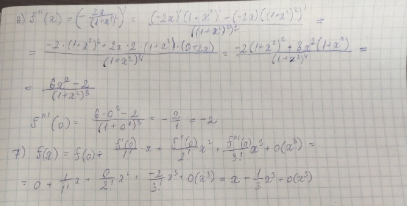 6) f'''(x) = (-2x/(1+x²)²)' = ((-2x)'(1+x²)² - (-2x)((1+x²)²)')/((1+x²)²)² =
= (-2·(1+x²)²+2x·2·(1+x²)·(0+2x))/(1+x²)⁴ = (-2(1+x²)²+8x²(1+x²))/(1+x²)⁴ =
= (6x²-2)/(1+x²)³
f'''(0) = (6·0²-2)/(1+0²)³ = -2/1 = -2
7) f(x) = f(0) + f'(0)/1! · x + f''(0)/2! x² + f'''(0)/3! x³ + o(x³) =
= 0 + 1/1! x + 0/2! x² + -2/3! x³ + o(x³) = x - 1/3 x³ + o(x³)